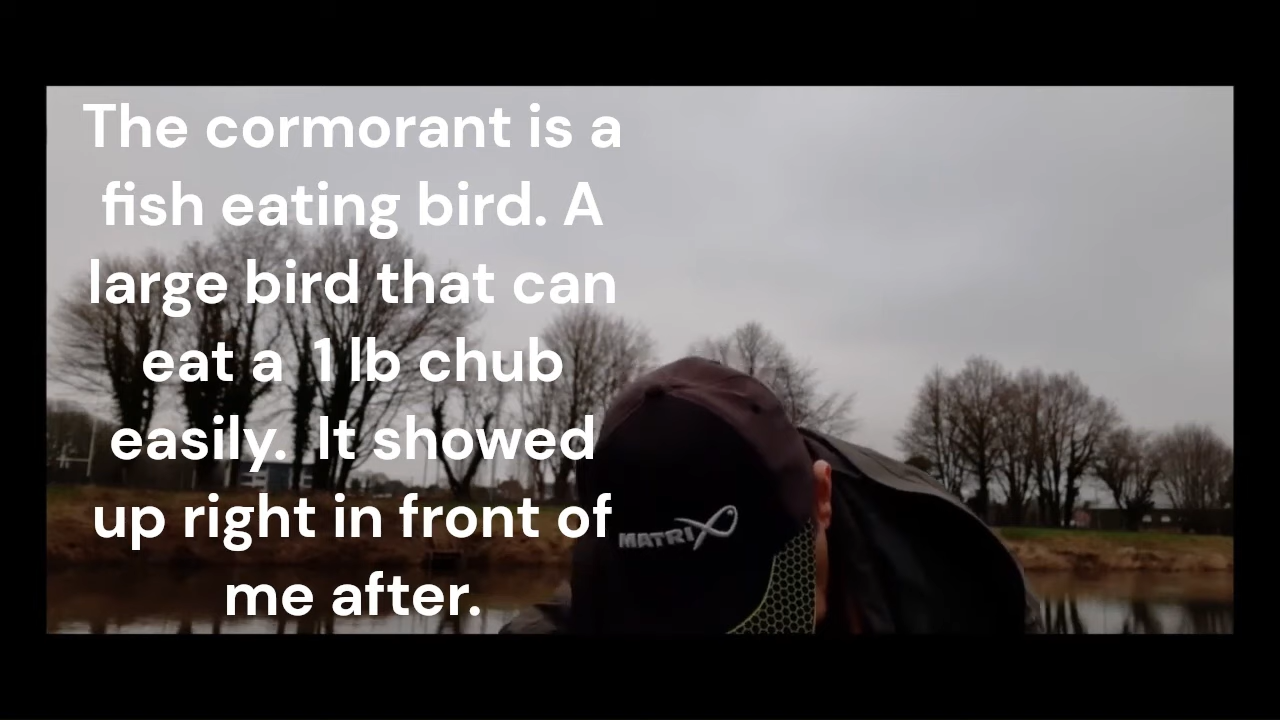 The cormorant is a
fish eating bird. A
large bird that can
eat a  1 lb chub
easily.  It showed
up right in front of
me after.
MATRIX